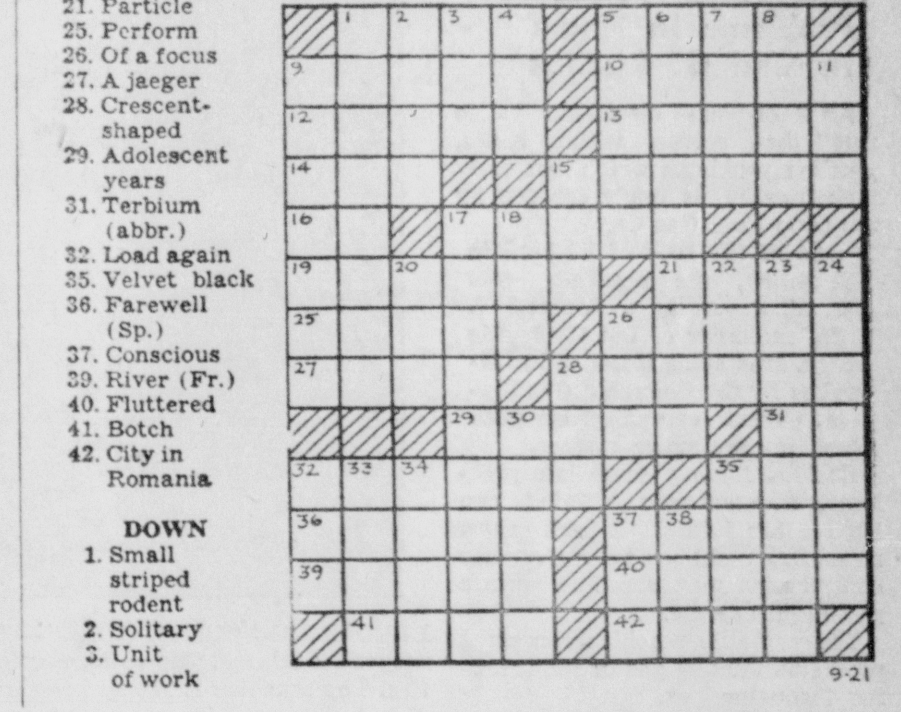 21. Particle
25. Perform
26. Of a focus
27. A jaeger
28. Crescent-
shaped
29. Adolescent
years
31. Terbium
(abbr.)
32. Load again
35. Velvet black
36. Farewell
(Sp.)
37. Conscious
39. River (Fr.)
40. Fluttered
41. Botch
42. City in
Romania
DOWN
1. Small
striped
rodent
2. Solitary
3. Unit
of work
1 2 3 4 5 6 7 8
9 10 11
12 13
14 15
16 17 18
19 20 21 22 23 24
25 26
27 28
29 30 31
32 33 34 35
36 37 38
39 40
41 42
9-21